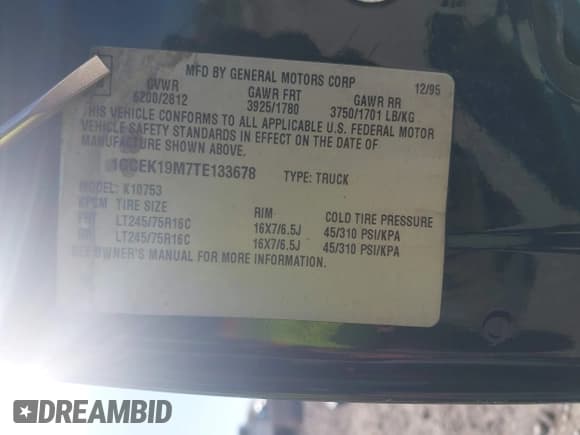 MFD BY GENERAL MOTORS CORP 12/95
GVWR GAWR FRT GAWR RR
6200/2812 3925/1780 3750/1701 LB/KG
THIS VEHICLE CONFORMS TO ALL APPLICABLE U.S. FEDERAL MOTOR
VEHICLE SAFETY STANDARDS IN EFFECT ON THE DATE OF
MANUFACTURE SHOWN ABOVE.
1GCEK19M7TE133678 TYPE: TRUCK
MODEL: K10753
TIRE SIZE RIM COLD TIRE PRESSURE
LT245/75R16C 16X7/6.5J 45/310 PSI/KPA
LT245/75R16C 16X7/6.5J 45/310 PSI/KPA
SEE OWNER'S MANUAL FOR MORE INFORMATION.
DREAMBID